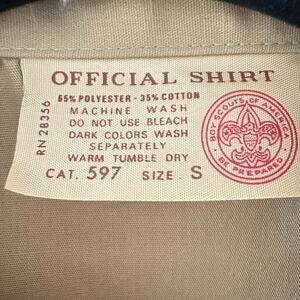 OFFICIAL SHIRT
65% POLYESTER - 35% COTTON
MACHINE WASH
DO NOT USE BLEACH
DARK COLORS WASH
SEPARATELY
WARM TUMBLE DRY
CAT. 597 SIZE. S
RN 28356
BOY SCOUTS OF AMERICA
BE PREPARED